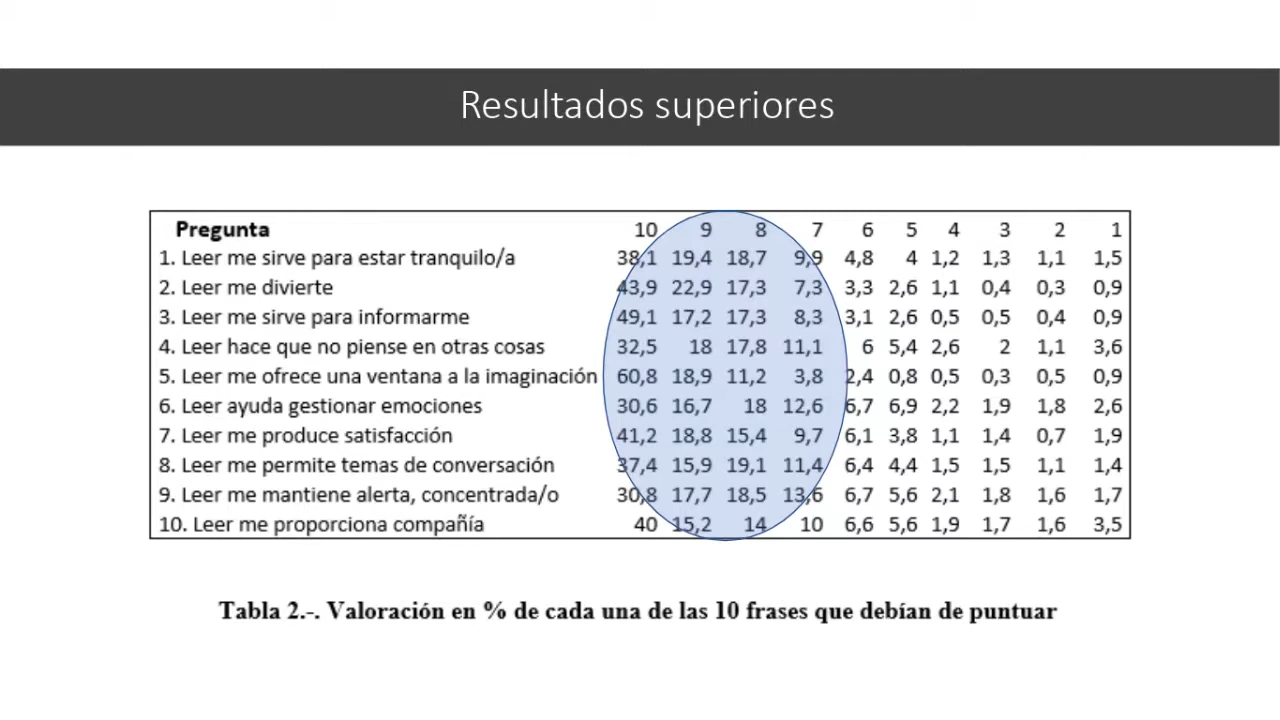 Resultados superiores
Pregunta 10 9 8 7 6 5 4 3 2 1
1. Leer me sirve para estar tranquilo/a 38,1 19,4 18,7 9,9 4,8 4 1,2 1,3 1,1 1,5
2. Leer me divierte 43,9 22,9 17,3 7,3 3,3 2,6 1,1 0,4 0,3 0,9
3. Leer me sirve para informarme 49,1 17,2 17,3 8,3 3,1 2,6 0,5 0,5 0,4 0,9
4. Leer hace que no piense en otras cosas 32,5 18 17,8 11,1 6 5,4 2,6 2 1,1 3,6
5. Leer me ofrece una ventana a la imaginación 60,8 18,9 11,2 3,8 2,4 0,8 0,5 0,3 0,5 0,9
6. Leer ayuda gestionar emociones 30,6 16,7 18 12,6 6,7 6,9 2,2 1,9 1,8 2,6
7. Leer me produce satisfacción 41,2 18,8 15,4 9,7 6,1 3,8 1,1 1,4 0,7 1,9
8. Leer me permite temas de conversación 37,4 15,9 19,1 11,4 6,4 4,4 1,5 1,5 1,1 1,4
9. Leer me mantiene alerta, concentrada/o 30,8 17,7 18,5 13,6 6,7 5,6 2,1 1,8 1,6 1,7
10. Leer me proporciona compañía 40 15,2 14 10 6,6 5,6 1,9 1,7 1,6 3,5
Tabla 2.-. Valoración en % de cada una de las 10 frases que debían de puntuar